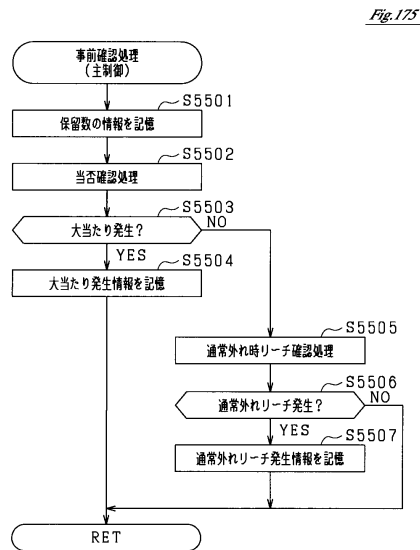 Fig.175
事前確認処理
(主制御)
S5501
保留数の情報を記憶
S5502
当否確認処理
S5503
大当たり発生?
NO
YES
S5504
大当たり発生情報を記憶
S5505
通常外れ時リーチ確認処理
S5506
通常外れリーチ発生?
NO
YES
S5507
通常外れリーチ発生情報を記憶
RET